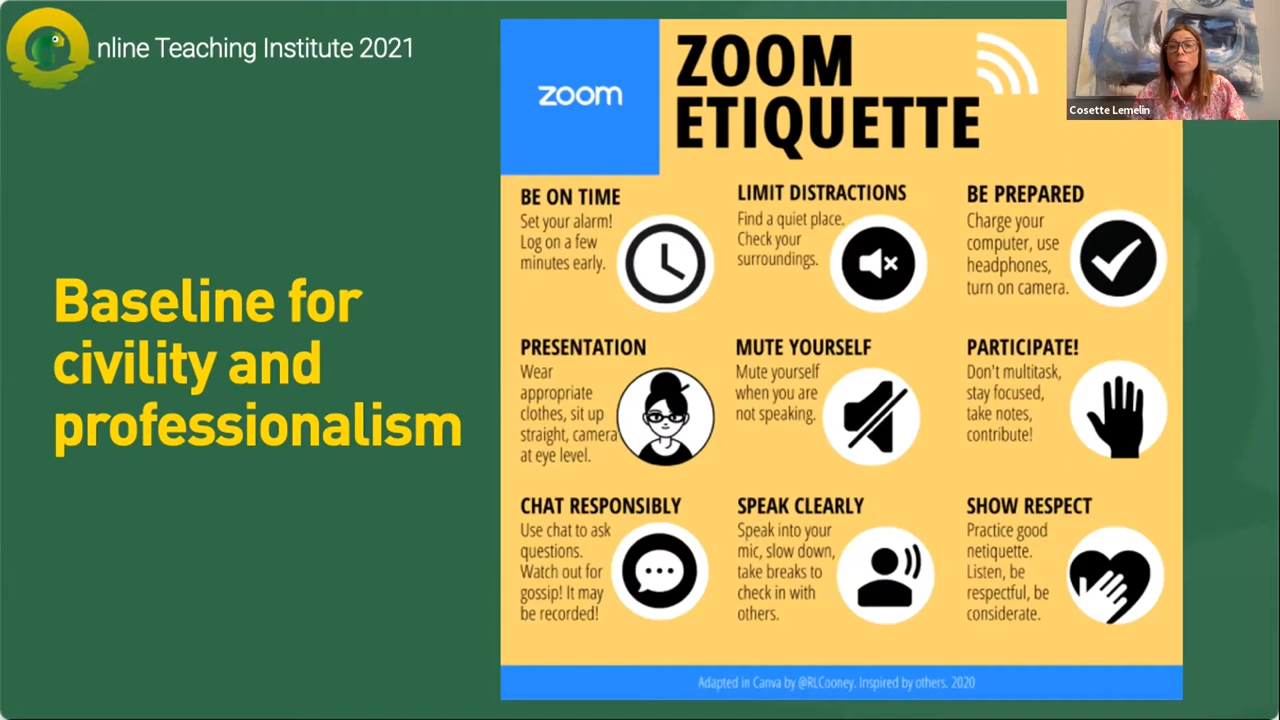 nline Teaching Institute 2021
Baseline for
civility and
professionalism
zoom
ZOOM
ETIQUETTE
Cosette Lemelin
BE ON TIME
Set your alarm!
Log on a few
minutes early.
LIMIT DISTRACTIONS
Find a quiet place.
Check your
surroundings.
BE PREPARED
Charge your
computer, use
headphones,
turn on camera.
PRESENTATION
Wear
appropriate
clothes, sit up
straight, camera
at eye level.
MUTE YOURSELF
Mute yourself
when you are
not speaking.
PARTICIPATE!
Don't multitask,
stay focused,
take notes,
contribute!
CHAT RESPONSIBLY
Use chat to ask
questions.
Watch out for
gossip! It may
be recorded!
SPEAK CLEARLY
Speak into your
mic, slow down,
take breaks to
check in with
others.
SHOW RESPECT
Practice good
netiquette.
Listen, be
respectful, be
considerate.
Adapted in Canva by @RLCooney. Inspired by others. 2020